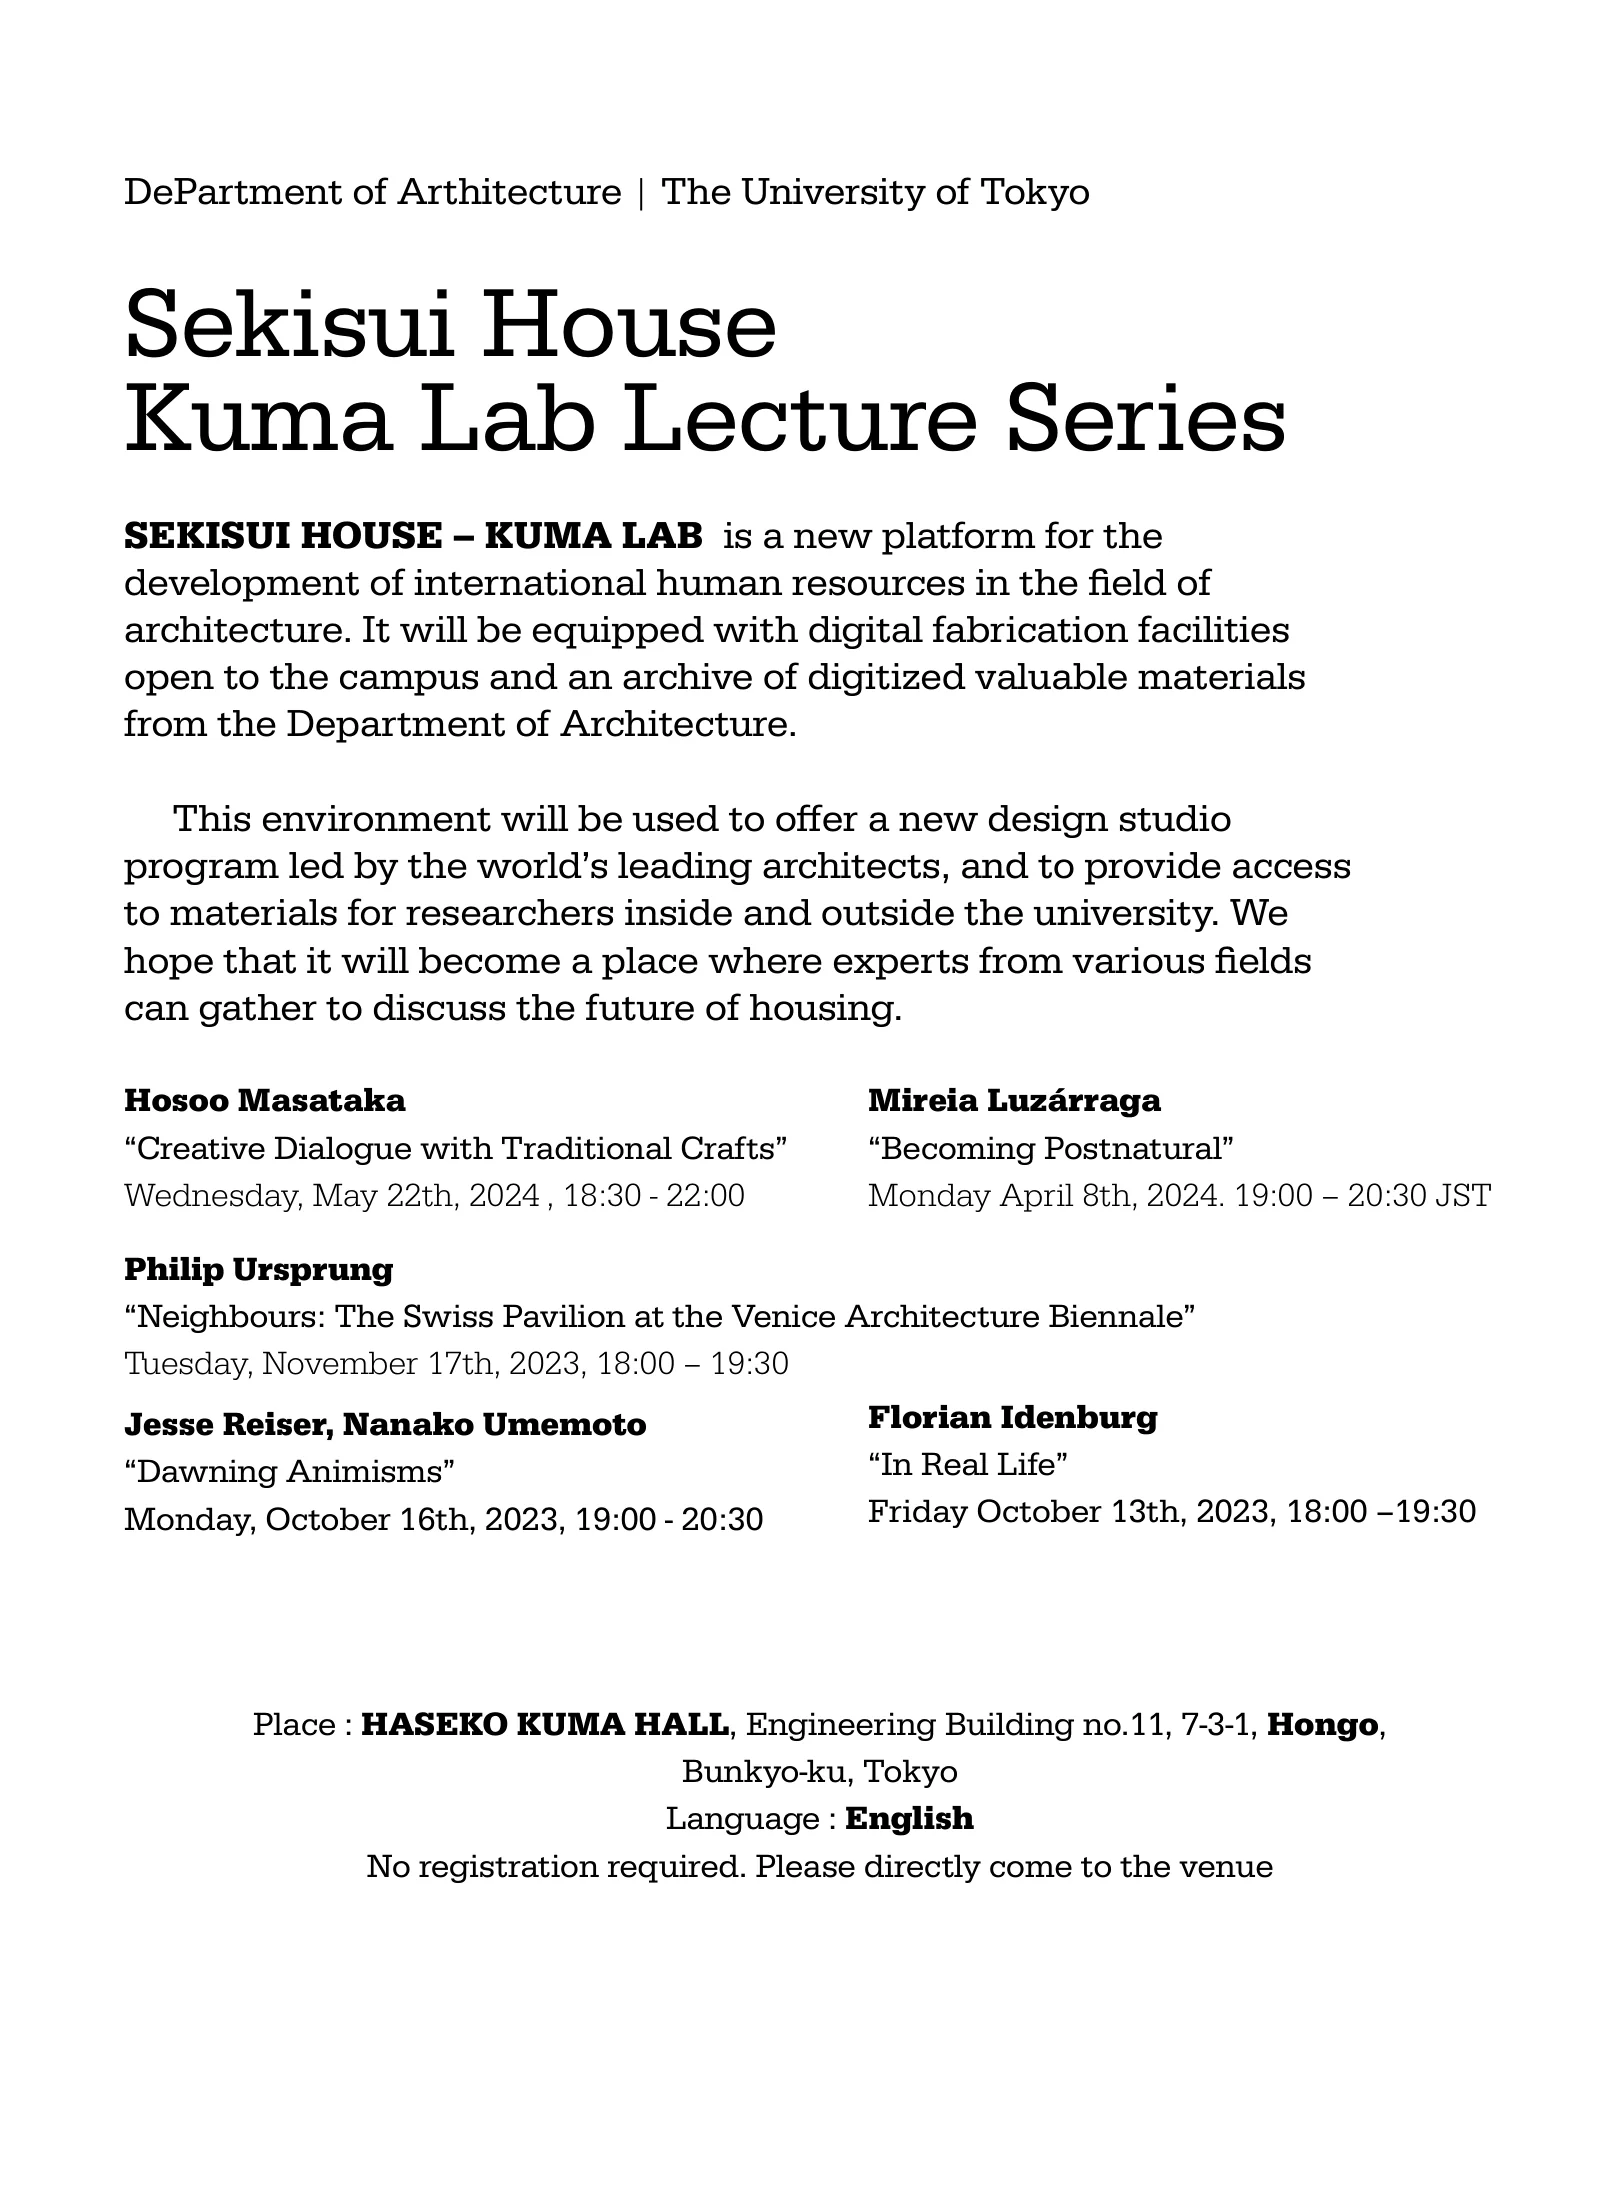 DePartment of Arthitecture | The University of Tokyo
Sekisui House
Kuma Lab Lecture Series
SEKISUI HOUSE – KUMA LAB is a new platform for the
development of international human resources in the field of
architecture. It will be equipped with digital fabrication facilities
open to the campus and an archive of digitized valuable materials
from the Department of Architecture.
This environment will be used to offer a new design studio
program led by the world’s leading architects, and to provide access
to materials for researchers inside and outside the university. We
hope that it will become a place where experts from various fields
can gather to discuss the future of housing.
Hosoo Masataka
“Creative Dialogue with Traditional Crafts”
Wednesday, May 22th, 2024 , 18:30 - 22:00
Mireia Luzárraga
“Becoming Postnatural”
Monday April 8th, 2024. 19:00 – 20:30 JST
Philip Ursprung
“Neighbours: The Swiss Pavilion at the Venice Architecture Biennale”
Tuesday, November 17th, 2023, 18:00 – 19:30
Jesse Reiser, Nanako Umemoto
“Dawning Animisms”
Monday, October 16th, 2023, 19:00 - 20:30
Florian Idenburg
“In Real Life”
Friday October 13th, 2023, 18:00 –19:30
Place : HASEKO KUMA HALL, Engineering Building no.11, 7-3-1, Hongo,
Bunkyo-ku, Tokyo
Language : English
No registration required. Please directly come to the venue